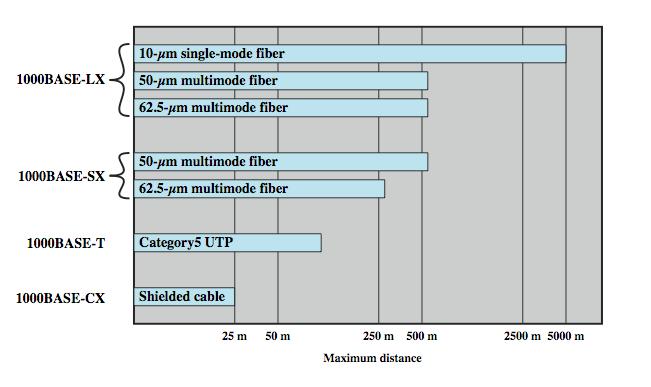 10-μm single-mode fiber
1000BASE-LX
50-μm multimode fiber
62.5-μm multimode fiber
50-μm multimode fiber
1000BASE-SX
62.5-μm multimode fiber
1000BASE-T
Category5 UTP
1000BASE-CX
Shielded cable
25 m 50 m 250 m 500 m 2500 m 5000 m
Maximum distance